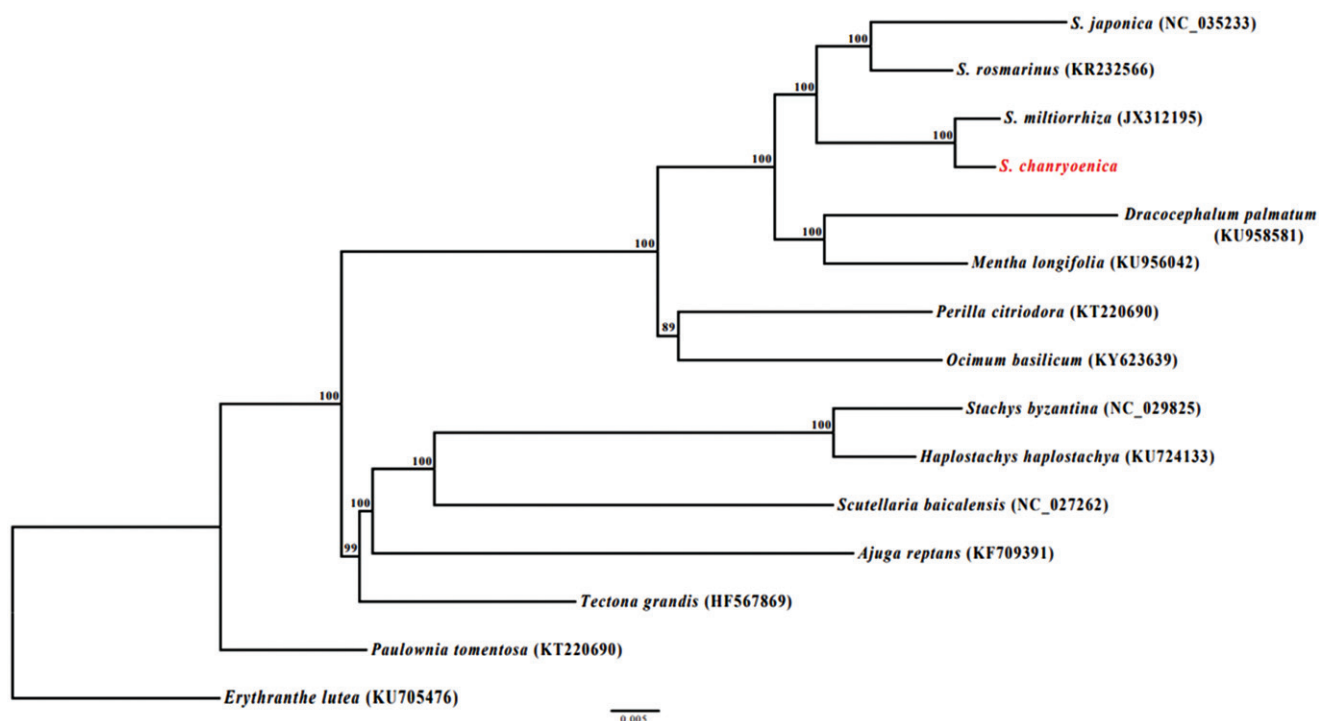 S. japonica (NC_035233)
100
S. rosmarinus (KR232566)
100
S. miltiorrhiza (JX312195)
100
100
S. chanryoenica
Dracocephalum palmatum
(KU958581)
100
100
Mentha longifolia (KU956042)
Perilla citriodora (KT220690)
89
Ocimum basilicum (KY623639)
100
Stachys byzantina (NC_029825)
100
Haplostachys haplostachya (KU724133)
100
100
Scutellaria baicalensis (NC_027262)
99
Ajuga reptans (KF709391)
Tectona grandis (HF567869)
Paulownia tomentosa (KT220690)
Erythranthe lutea (KU705476)
0.005